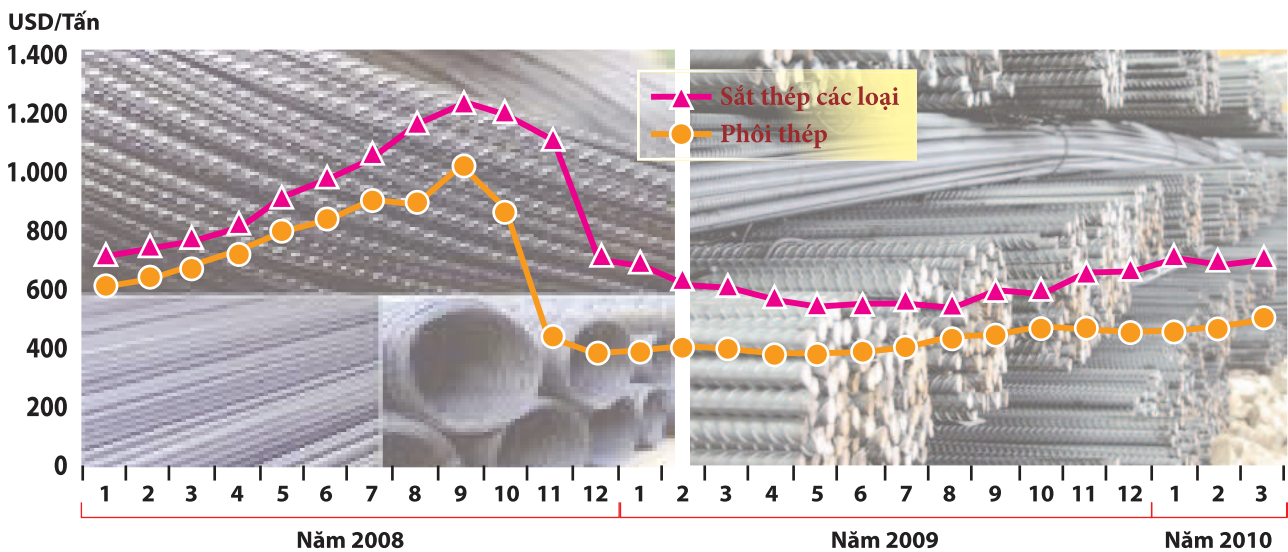 USD/Tấn
1.400
1.200
1.000
800
600
400
200
0
Sắt thép các loại
Phôi thép
1 2 3 4 5 6 7 8 9 10 11 12 1 2 3 4 5 6 7 8 9 10 11 12 1 2 3
Năm 2008 Năm 2009 Năm 2010